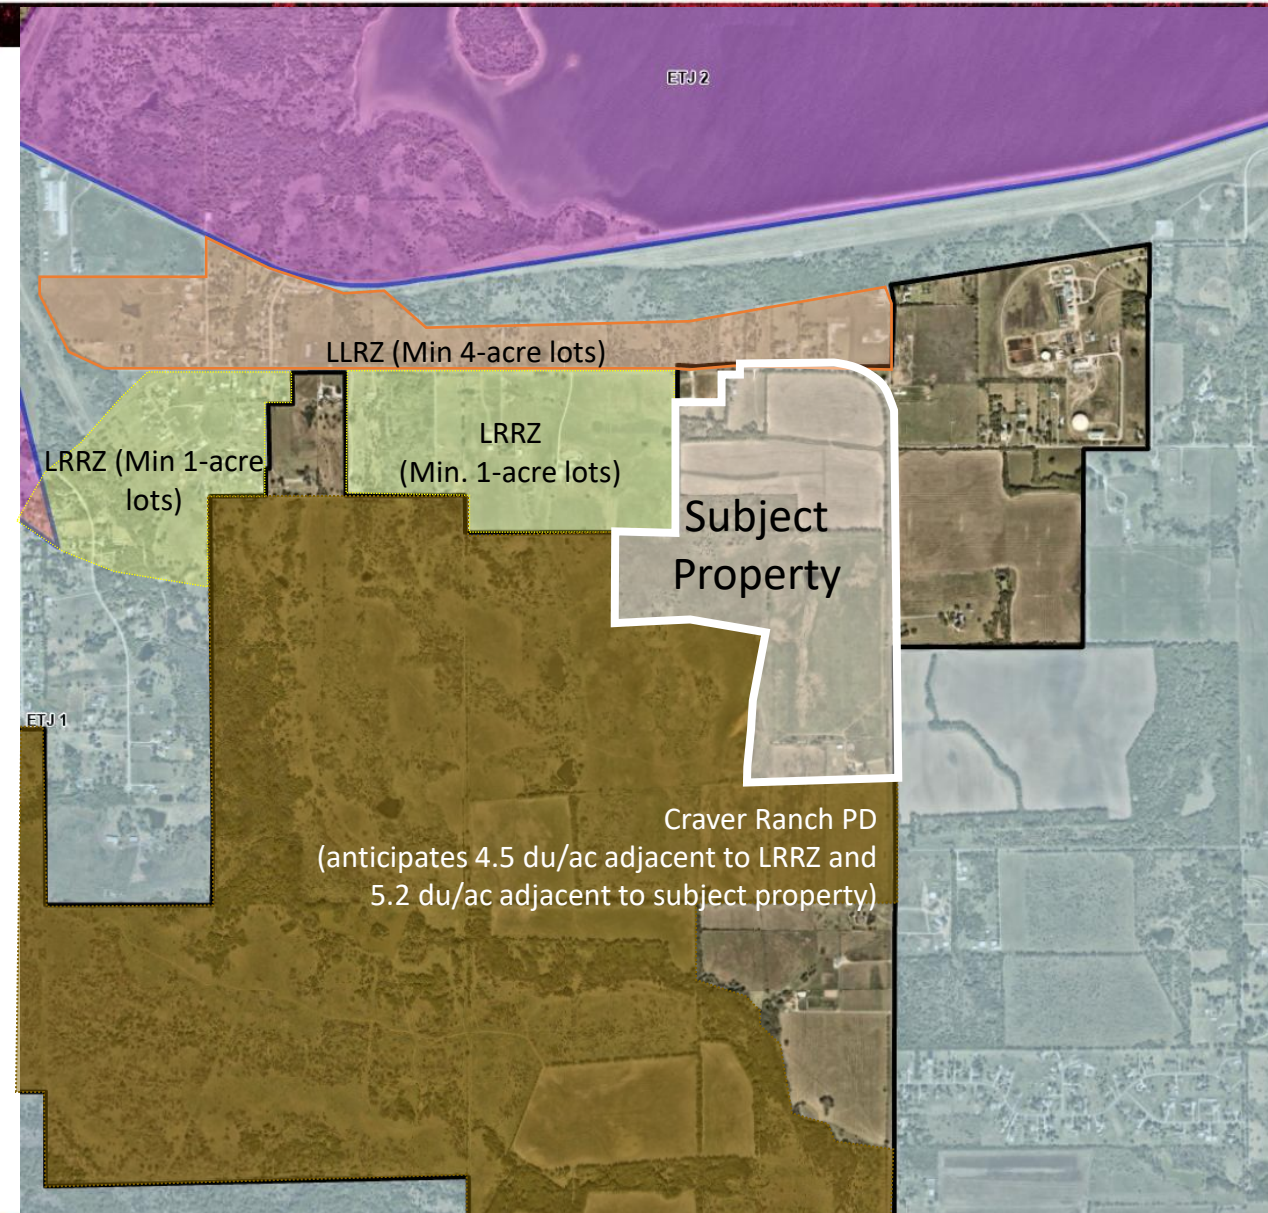 ETJ 2
LLRZ (Min 4-acre lots)
LRRZ
(Min. 1-acre lots)
LRRZ (Min 1-acre
lots)
Subject
Property
ETJ 1
Craver Ranch PD
(anticipates 4.5 du/ac adjacent to LRRZ and
5.2 du/ac adjacent to subject property)